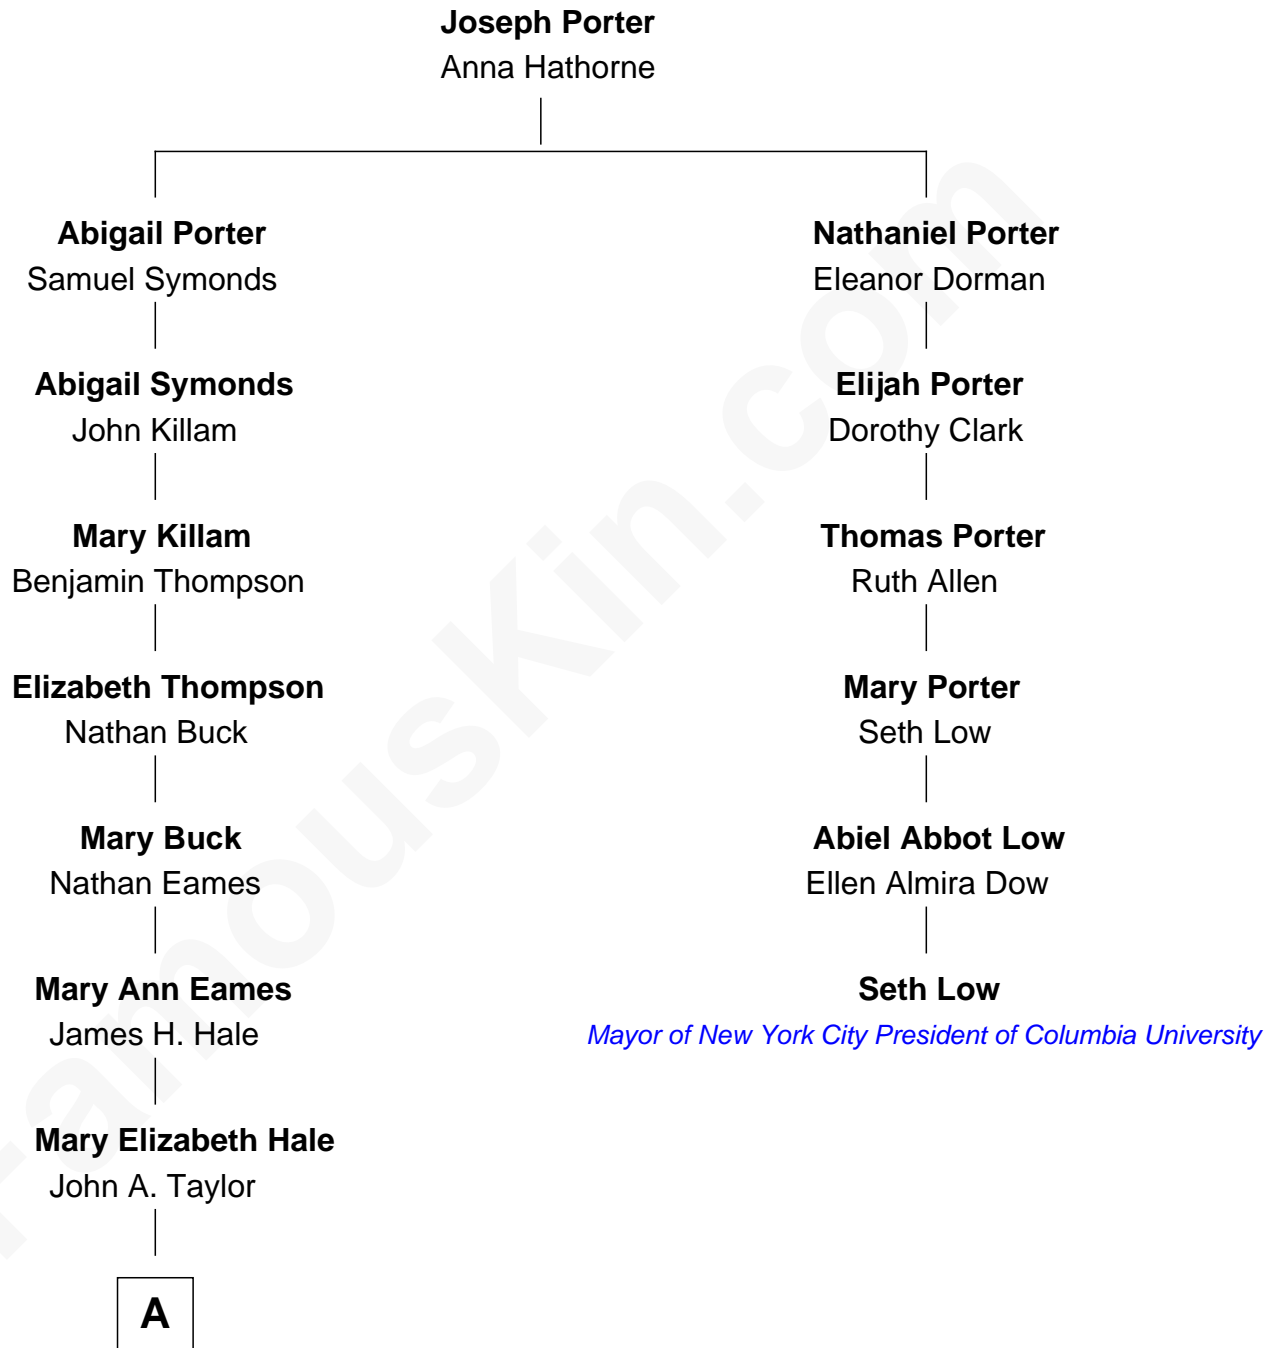 Joseph Porter
Anna Hathorne
Abigail Porter
Samuel Symonds
Nathaniel Porter
Eleanor Dorman
Abigail Symonds
John Killam
Elijah Porter
Dorothy Clark
Mary Killam
Benjamin Thompson
Thomas Porter
Ruth Allen
Elizabeth Thompson
Nathan Buck
Mary Porter
Seth Low
Mary Buck
Nathan Eames
Abiel Abbot Low
Ellen Almira Dow
Mary Ann Eames
James H. Hale
Seth Low
Mayor of New York City President of Columbia University
Mary Elizabeth Hale
John A. Taylor
A
FamousKin.com